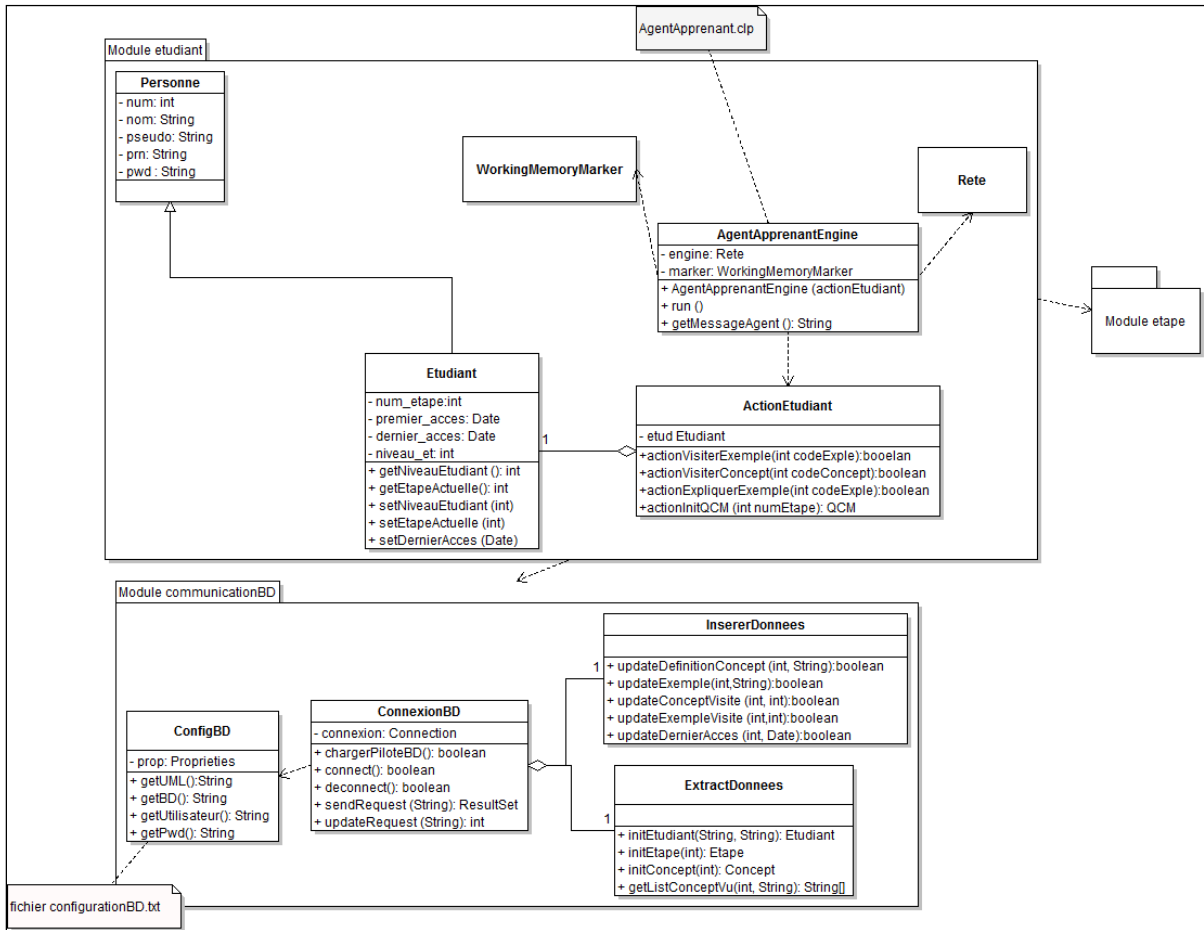 AgentApprenant.clp
Module etudiant
Personne
- num: int
- nom: String
- pseudo: String
- prn: String
- pwd : String
WorkingMemoryMarker
Rete
AgentApprenantEngine
- engine: Rete
- marker: WorkingMemoryMarker
+ AgentApprenantEngine (actionEtudiant)
+ run ()
+ getMessageAgent (): String
Module etape
Etudiant
- num_etape:int
- premier_acces: Date
- dernier_acces: Date
- niveau_et: int
+ getNiveauEtudiant (): int
+ getEtapeActuelle(): int
+ setNiveauEtudiant (int)
+ setEtapeActuelle (int)
+ setDernierAcces (Date)
1
ActionEtudiant
- etud Etudiant
+actionVisiterExemple(int codeExple):booelan
+actionVisiterConcept(int codeConcept):boolean
+actionExpliquerExemple(int codeExple):boolean
+actionInitQCM (int numEtape): QCM
Module communicationBD
InsererDonnees
+ updateDefinitionConcept (int, String):boolean
+ updateExemple(int,String):boolean
+ updateConceptVisite (int, int):boolean
+ updateExempleVisite (int,int):boolean
+ updateDernierAcces (int, Date):boolean
1
ConnexionBD
- connexion: Connection
+ chargerPiloteBD(): boolean
+ connect(): boolean
+ deconnect(): boolean
+ sendRequest (String): ResultSet
+ updateRequest (String): int
ConfigBD
- prop: Proprieties
+ getUML():String
+ getBD(): String
+ getUtilisateur(): String
+ getPwd(): String
1
ExtractDonnees
+ initEtudiant(String, String): Etudiant
+ initEtape(int): Etape
+ initConcept(int): Concept
+ getListConceptVu(int, String): String[]
fichier configurationBD.txt